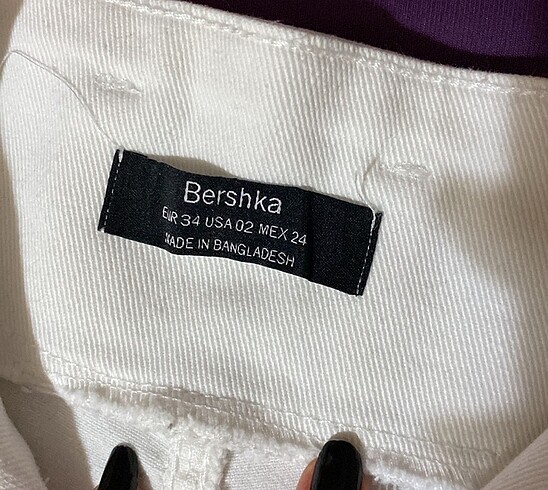 Bershka
EUR 34 USA 02 MEX 24
MADE IN BANGLADESH